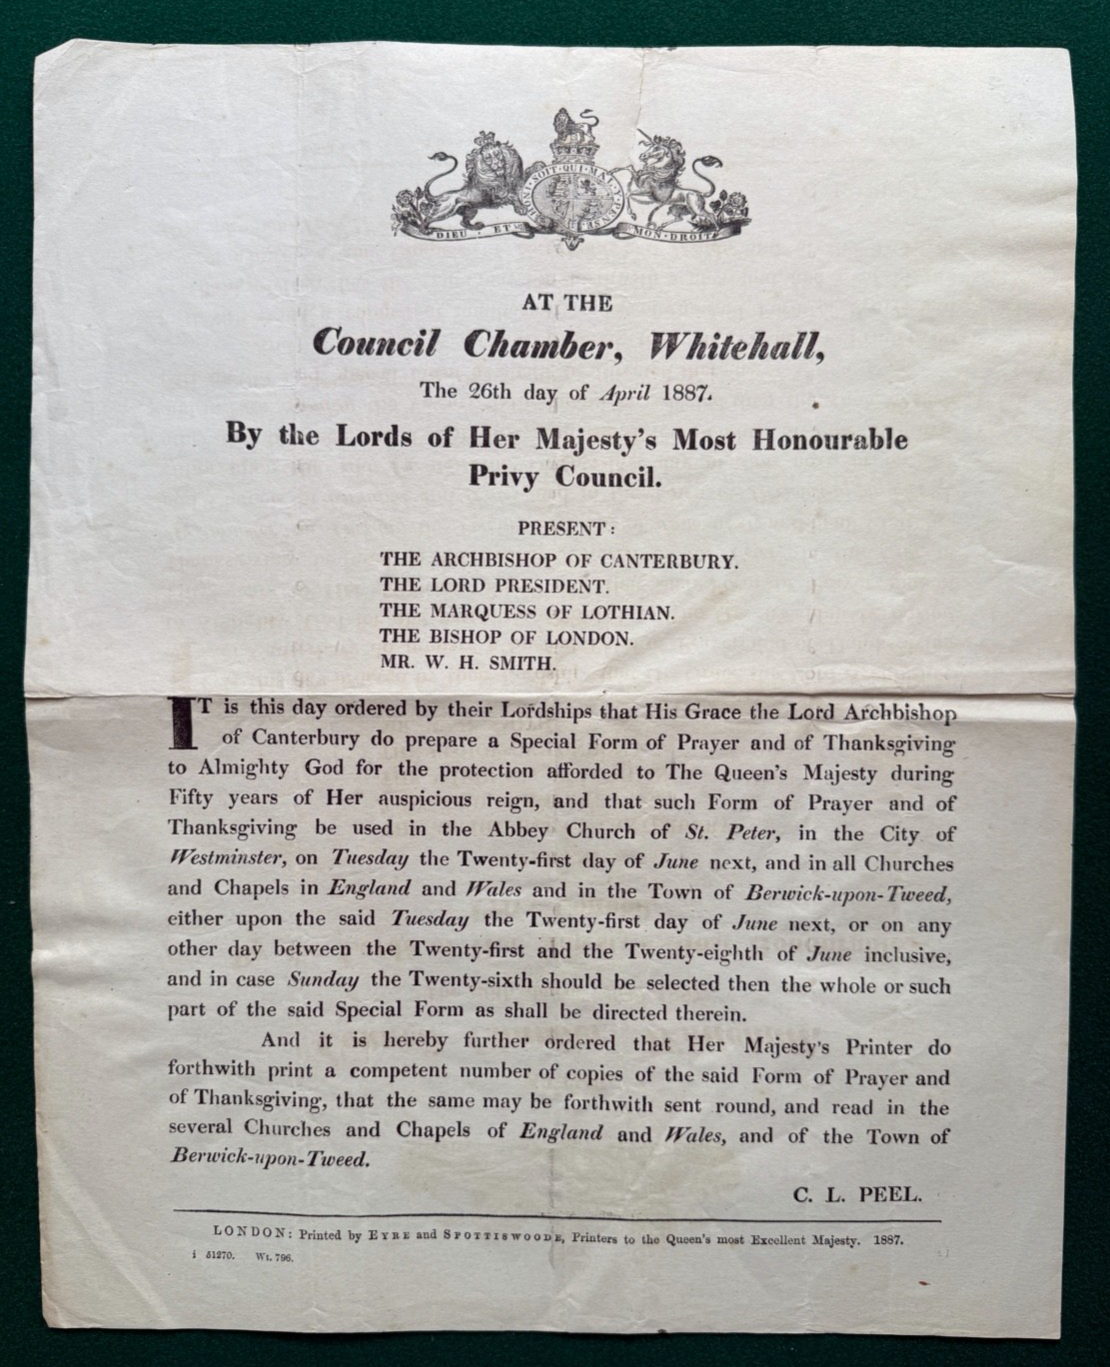 HONI·SOIT·QUI·MAL·Y·PENSE
DIEU · ET MON·DROIT
AT THE
Council Chamber, Whitehall,
The 26th day of April 1887.
By the Lords of Her Majesty's Most Honourable
Privy Council.
PRESENT:
THE ARCHBISHOP OF CANTERBURY.
THE LORD PRESIDENT.
THE MARQUESS OF LOTHIAN.
THE BISHOP OF LONDON.
MR. W. H. SMITH.
IT is this day ordered by their Lordships that His Grace the Lord Archbishop
of Canterbury do prepare a Special Form of Prayer and of Thanksgiving
to Almighty God for the protection afforded to The Queen's Majesty during
Fifty years of Her auspicious reign, and that such Form of Prayer and of
Thanksgiving be used in the Abbey Church of St. Peter, in the City of
Westminster, on Tuesday the Twenty-first day of June next, and in all Churches
and Chapels in England and Wales and in the Town of Berwick-upon-Tweed,
either upon the said Tuesday the Twenty-first day of June next, or on any
other day between the Twenty-first and the Twenty-eighth of June inclusive,
and in case Sunday the Twenty-sixth should be selected then the whole or such
part of the said Special Form as shall be directed therein.
And it is hereby further ordered that Her Majesty's Printer do
forthwith print a competent number of copies of the said Form of Prayer and
of Thanksgiving, that the same may be forthwith sent round, and read in the
several Churches and Chapels of England and Wales, and of the Town of
Berwick-upon-Tweed.
C. L. PEEL.
LONDON: Printed by EYRE and SPOTTISWOODE, Printers to the Queen's most Excellent Majesty. 1887.
i 51270. Wt. 796.